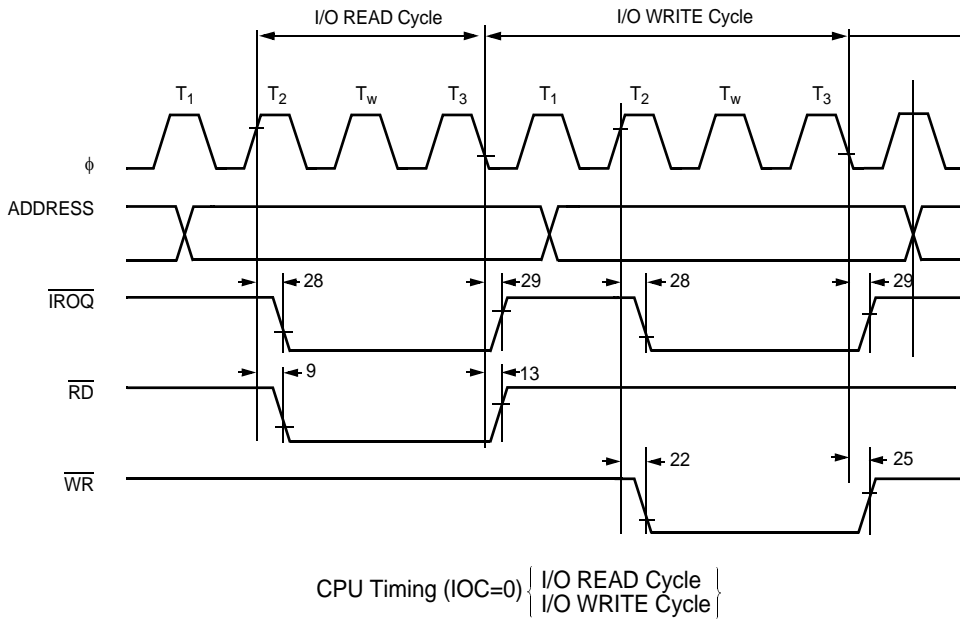 I/O READ Cycle I/O WRITE Cycle
T1 T2 Tw T3 T1 T2 Tw T3
ϕ
ADDRESS
28 29 28 29
IROQ
9 13
RD
22 25
WR
CPU Timing (IOC=0) { I/O READ Cycle
I/O WRITE Cycle }